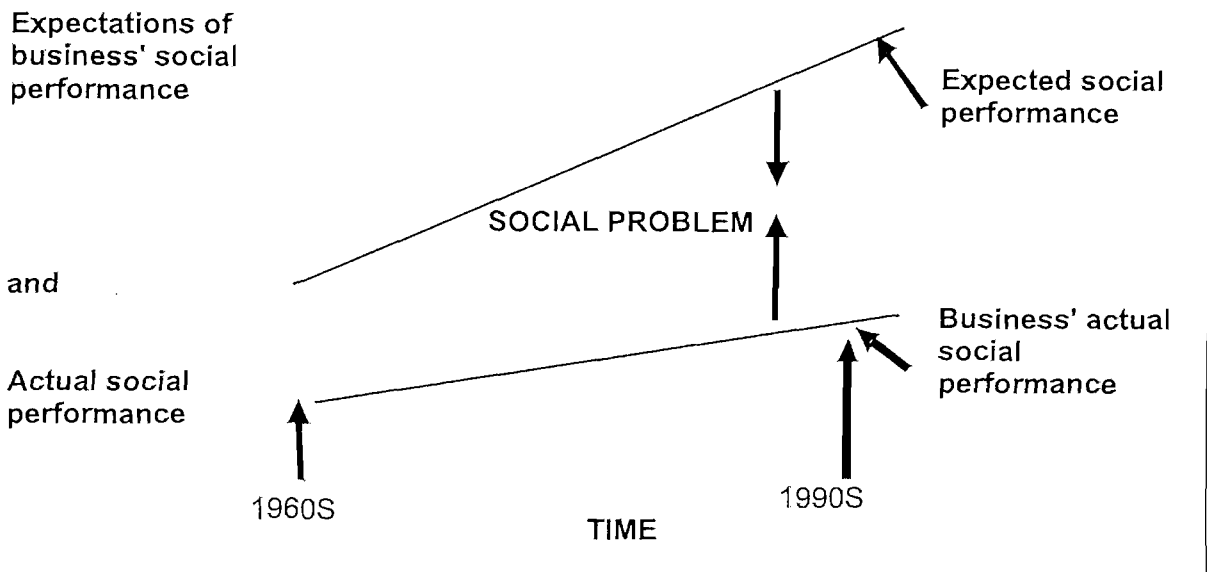 Expectations of
business' social
performance
Expected social
performance
SOCIAL PROBLEM
and
Business' actual
social
performance
Actual social
performance
1960S
1990S
TIME